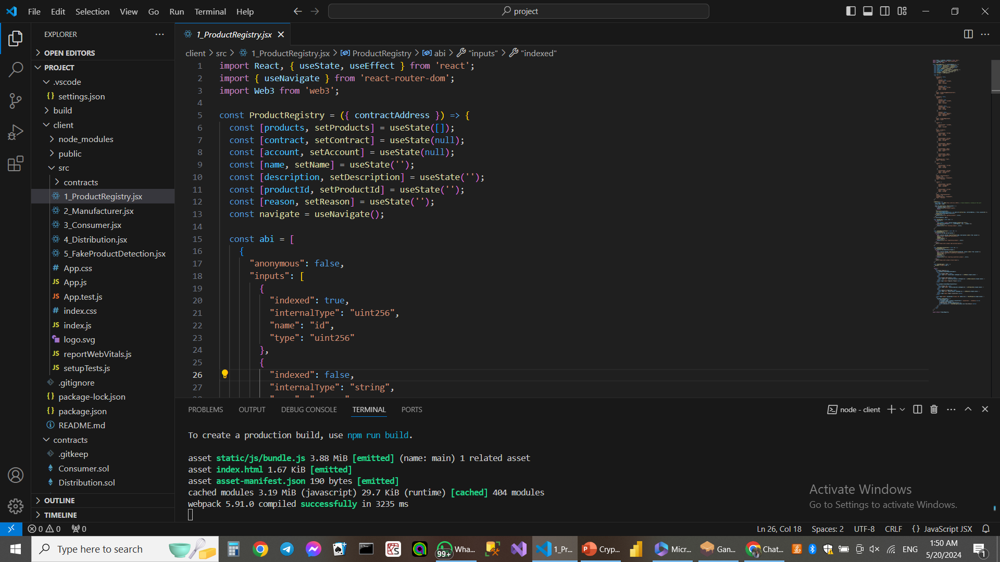 File Edit Selection View Go Run Terminal Help
project
EXPLORER
OPEN EDITORS
PROJECT
.vscode
settings.json
build
client
node_modules
public
src
contracts
1_ProductRegistry.jsx
2_Manufacturer.jsx
3_Consumer.jsx
4_Distribution.jsx
5_FakeProductDetection.jsx
App.css
App.js
App.test.js
index.css
index.js
logo.svg
reportWebVitals.js
setupTests.js
.gitignore
package-lock.json
package.json
README.md
contracts
.gitkeep
Consumer.sol
Distribution.sol
OUTLINE
TIMELINE
1_ProductRegistry.jsx
client > src > 1_ProductRegistry.jsx > ProductRegistry > abi > "inputs" > "indexed"
1 import React, { useState, useEffect } from 'react';
2 import { useNavigate } from 'react-router-dom';
3 import Web3 from 'web3';
4
5 const ProductRegistry = ({ contractAddress }) => {
6 const [products, setProducts] = useState([]);
7 const [contract, setContract] = useState(null);
8 const [account, setAccount] = useState(null);
9 const [name, setName] = useState('');
10 const [description, setDescription] = useState('');
11 const [productId, setProductId] = useState('');
12 const [reason, setReason] = useState('');
13 const navigate = useNavigate();
14
15 const abi = [
16 {
17 "anonymous": false,
18 "inputs": [
19 {
20 "indexed": true,
21 "internalType": "uint256",
22 "name": "id",
23 "type": "uint256"
24 },
25 {
26 "indexed": false,
27 "internalType": "string",
PROBLEMS OUTPUT DEBUG CONSOLE TERMINAL PORTS
node - client
To create a production build, use npm run build.
asset static/js/bundle.js 3.88 MiB [emitted] (name: main) 1 related asset
asset index.html 1.67 KiB [emitted]
asset asset-manifest.json 190 bytes [emitted]
cached modules 3.19 MiB (javascript) 29.7 KiB (runtime) [cached] 404 modules
webpack 5.91.0 compiled successfully in 3235 ms
Activate Windows
Go to Settings to activate Windows.
0 0 0
Ln 26, Col 18 Spaces: 2 UTF-8 CRLF {} JavaScript JSX
Type here to search
99+ Wha... 1_Pr... Cryp... Micr... Gan... Chat...
ENG
1:50 AM
5/20/2024
1